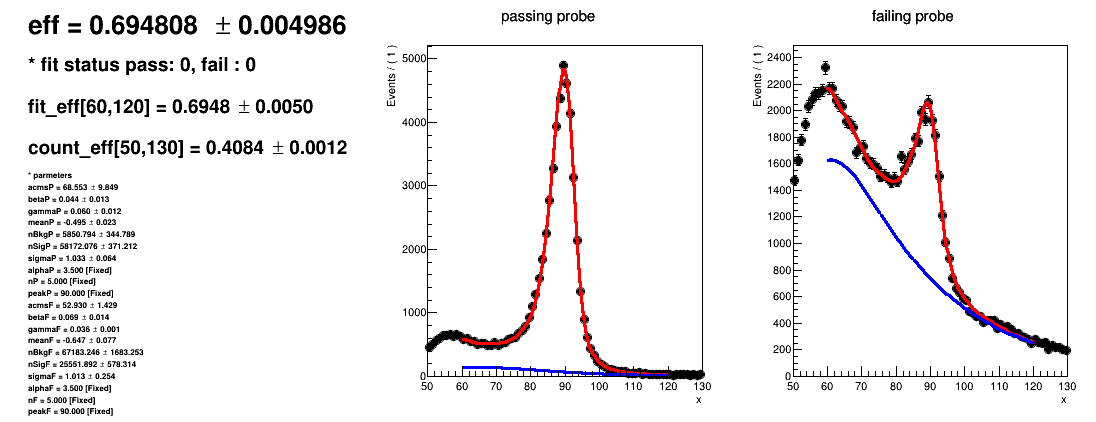 eff = 0.694808 ± 0.004986
* fit status pass: 0, fail : 0
fit_eff[60,120] = 0.6948 ± 0.0050
count_eff[50,130] = 0.4084 ± 0.0012
* parmeters
acmsP = 68.553 ± 9.849
betaP = 0.044 ± 0.013
gammaP = 0.060 ± 0.012
meanP = -0.495 ± 0.023
nBkgP = 5850.794 ± 344.789
nSigP = 58172.076 ± 371.212
sigmaP = 1.033 ± 0.064
alphaP = 3.500 [Fixed]
nP = 5.000 [Fixed]
peakP = 90.000 [Fixed]
acmsF = 52.930 ± 1.429
betaF = 0.069 ± 0.014
gammaF = 0.036 ± 0.001
meanF = -0.647 ± 0.077
nBkgF = 67183.246 ± 1683.253
nSigF = 25551.892 ± 578.314
sigmaF = 1.013 ± 0.254
alphaF = 3.500 [Fixed]
nF = 5.000 [Fixed]
peakF = 90.000 [Fixed]
passing probe
Events / ( 1 )
5000
4000
3000
2000
1000
0
50 60 70 80 90 100 110 120 130
x
failing probe
Events / ( 1 )
2400
2200
2000
1800
1600
1400
1200
1000
800
600
400
200
0
50 60 70 80 90 100 110 120 130
x